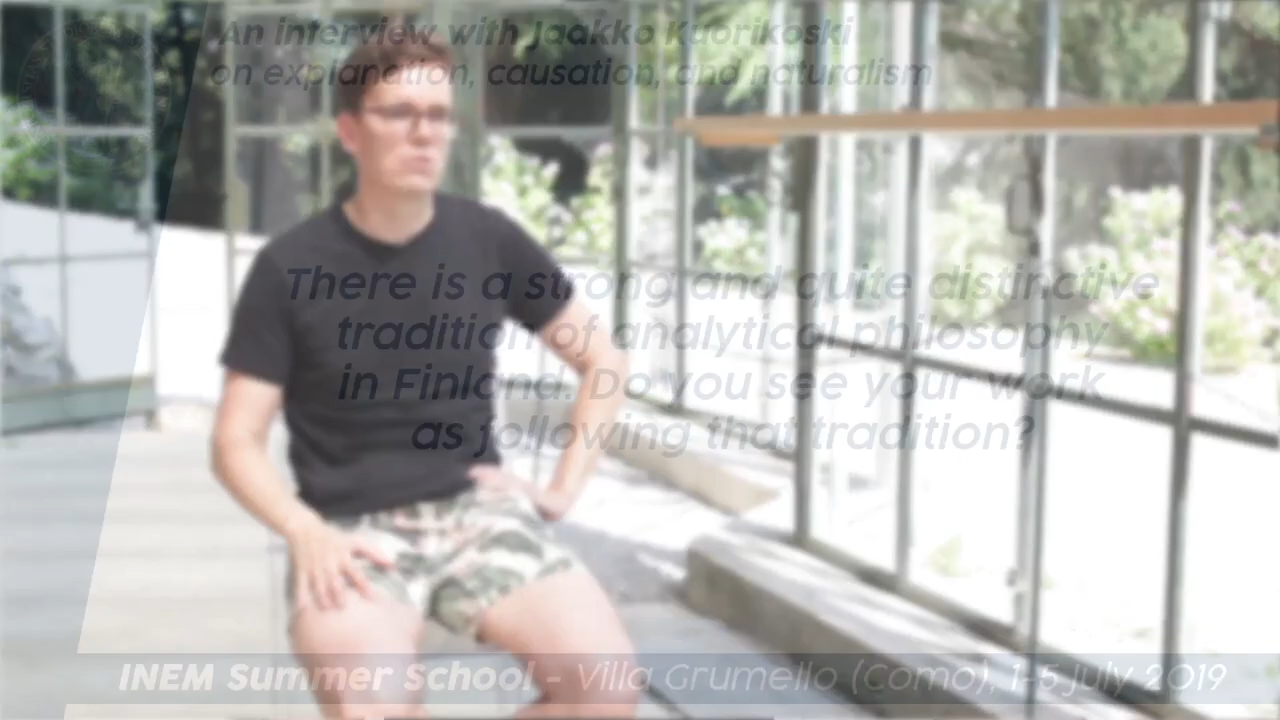 An interview with Jaakko Kuorikoski
on explanation, causation, and naturalism
There is a strong and quite distinctive
tradition of analytical philosophy
in Finland. Do you see your work
as following that tradition?
INEM Summer School - Villa Grumello (Como), 1-5 July 2019